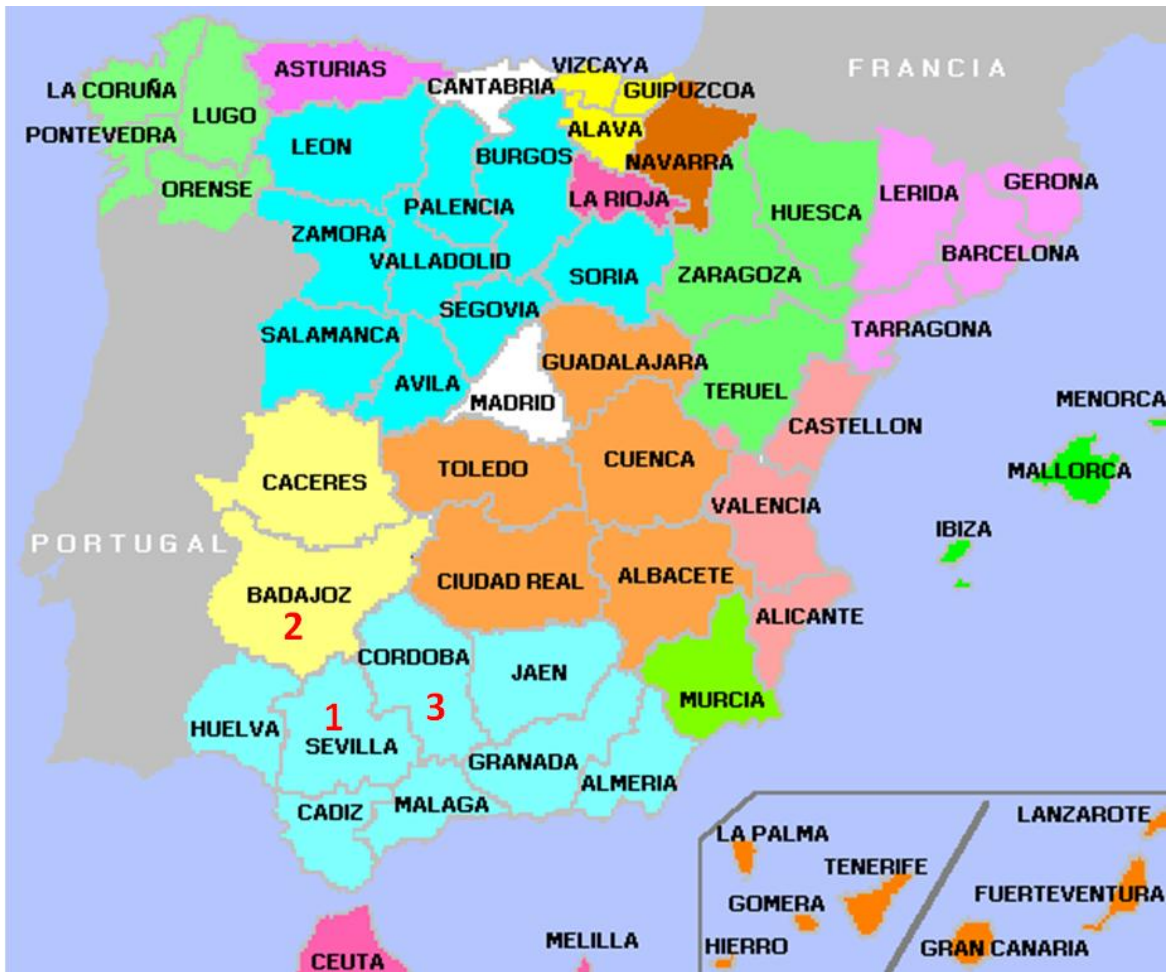 VIZCAYA
FRANCIA
ASTURIAS
CANTABRIA
GUIPUZCOA
LA CORUÑA
LUGO
ALAVA
PONTEVEDRA
LEON
BURGOS
NAVARRA
ORENSE
LA RIOJA
LERIDA
GERONA
PALENCIA
HUESCA
ZAMORA
BARCELONA
VALLADOLID
SORIA
ZARAGOZA
SEGOVIA
SALAMANCA
TARRAGONA
GUADALAJARA
AVILA
TERUEL
MADRID
MENORCA
CASTELLON
CUENCA
TOLEDO
MALLORCA
CACERES
VALENCIA
IBIZA
PORTUGAL
ALBACETE
CIUDAD REAL
BADAJOZ
ALICANTE
2
CORDOBA
JAEN
MURCIA
3
1
HUELVA
SEVILLA
GRANADA
ALMERIA
MALAGA
CADIZ
LANZAROTE
LA PALMA
TENERIFE
FUERTEVENTURA
GOMERA
MELILLA
HIERRO
GRAN CANARIA
CEUTA